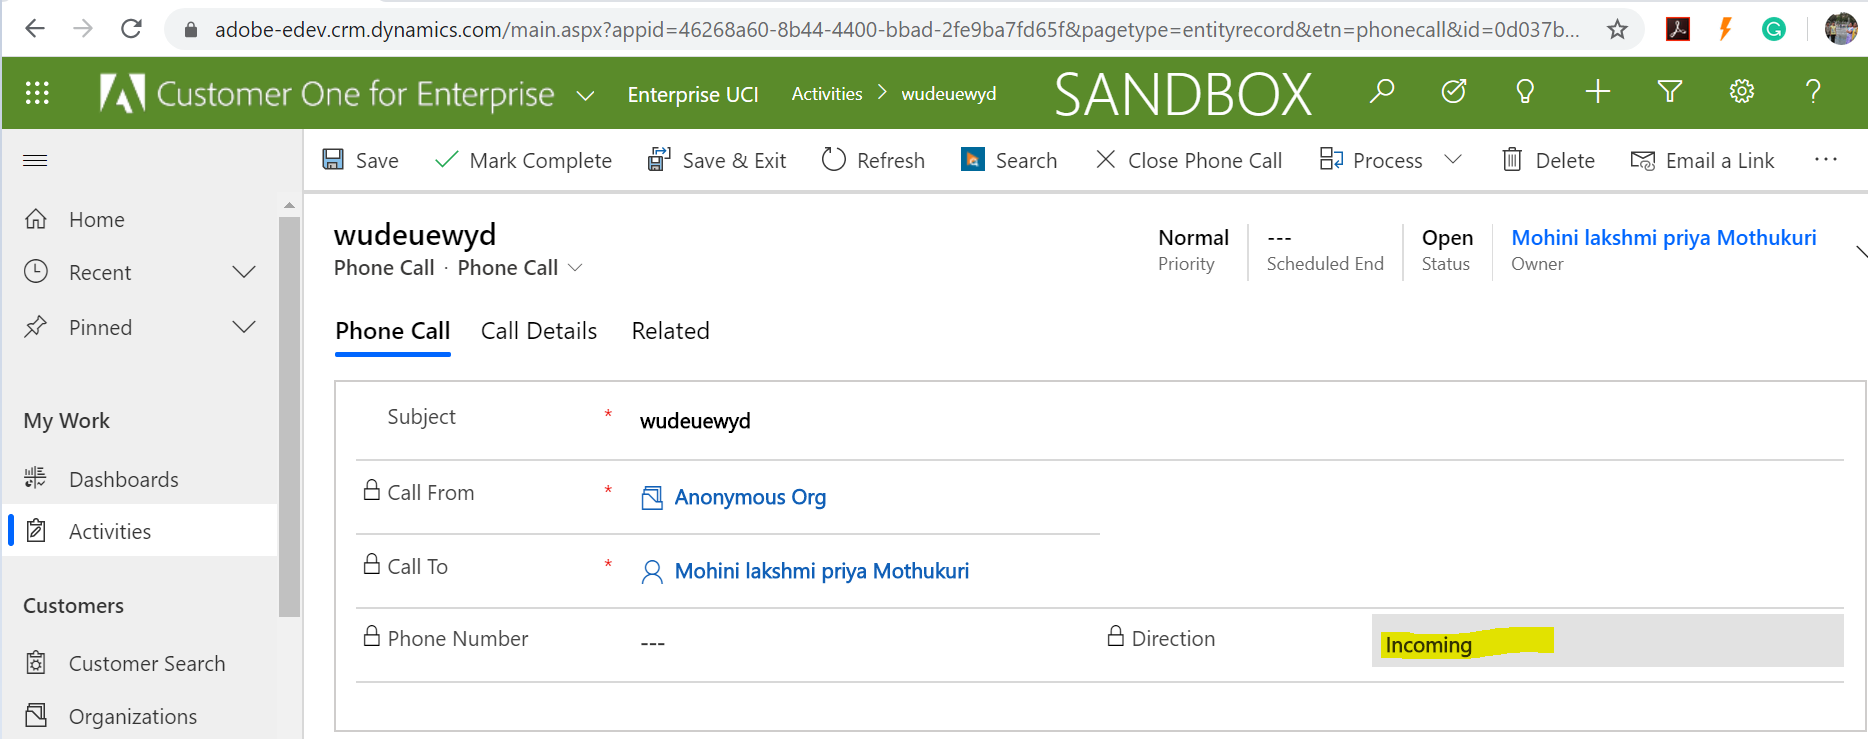 adobe-edev.crm.dynamics.com/main.aspx?appid=46268a60-8b44-4400-bbad-2fe9ba7fd65f&pagetype=entityrecord&etn=phonecall&id=0d037b...
Customer One for Enterprise Enterprise UCI Activities > wudeuewyd SANDBOX ?
Save Mark Complete Save & Exit Refresh Search Close Phone Call Process Delete Email a Link ...
Home
Recent
Pinned
My Work
Dashboards
Activities
Customers
Customer Search
Organizations
wudeuewyd
Phone Call · Phone Call
Normal --- Open Mohini lakshmi priya Mothukuri
Priority Scheduled End Status Owner
Phone Call Call Details Related
Subject * wudeuewyd
Call From * Anonymous Org
Call To * Mohini lakshmi priya Mothukuri
Phone Number --- Direction Incoming